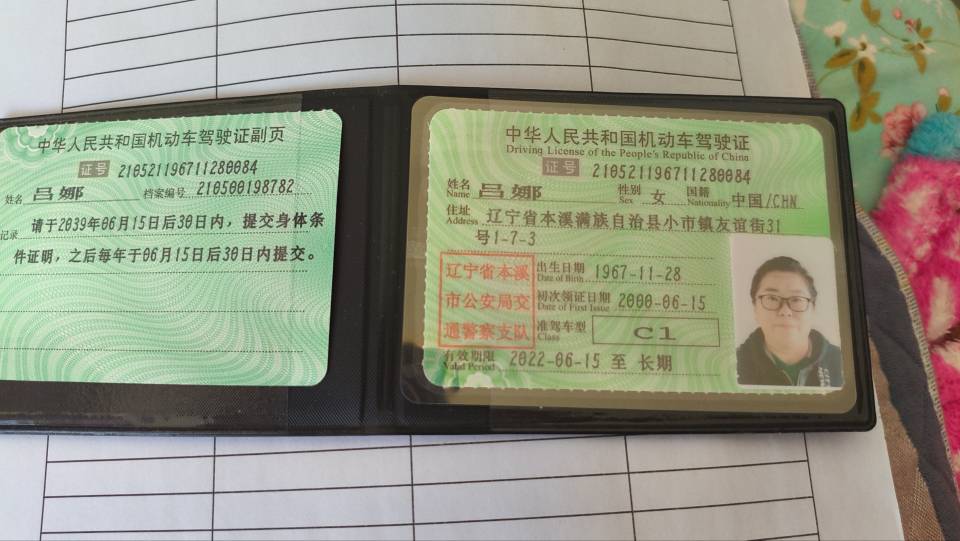 中华人民共和国机动车驾驶证副页
证号 210521196711280084
姓名 吕娜 档案编号 210500198782
记录 请于2039年06月15日后30日内，提交身体条
件证明，之后每年于06月15日后30日内提交。
中华人民共和国机动车驾驶证
Driving License of the People's Republic of China
证号 210521196711280084
姓名 Name 吕娜 性别 Sex 女 国籍 Nationality 中国/CHN
住址 Address 辽宁省本溪满族自治县小市镇友谊街31
号1-7-3
辽宁省本溪
市公安局交
通警察支队
出生日期 Date of Birth 1967-11-28
初次领证日期 Date of First Issue 2000-06-15
准驾车型 Class C1
有效期限 Valid Period 2022-06-15 至 长期